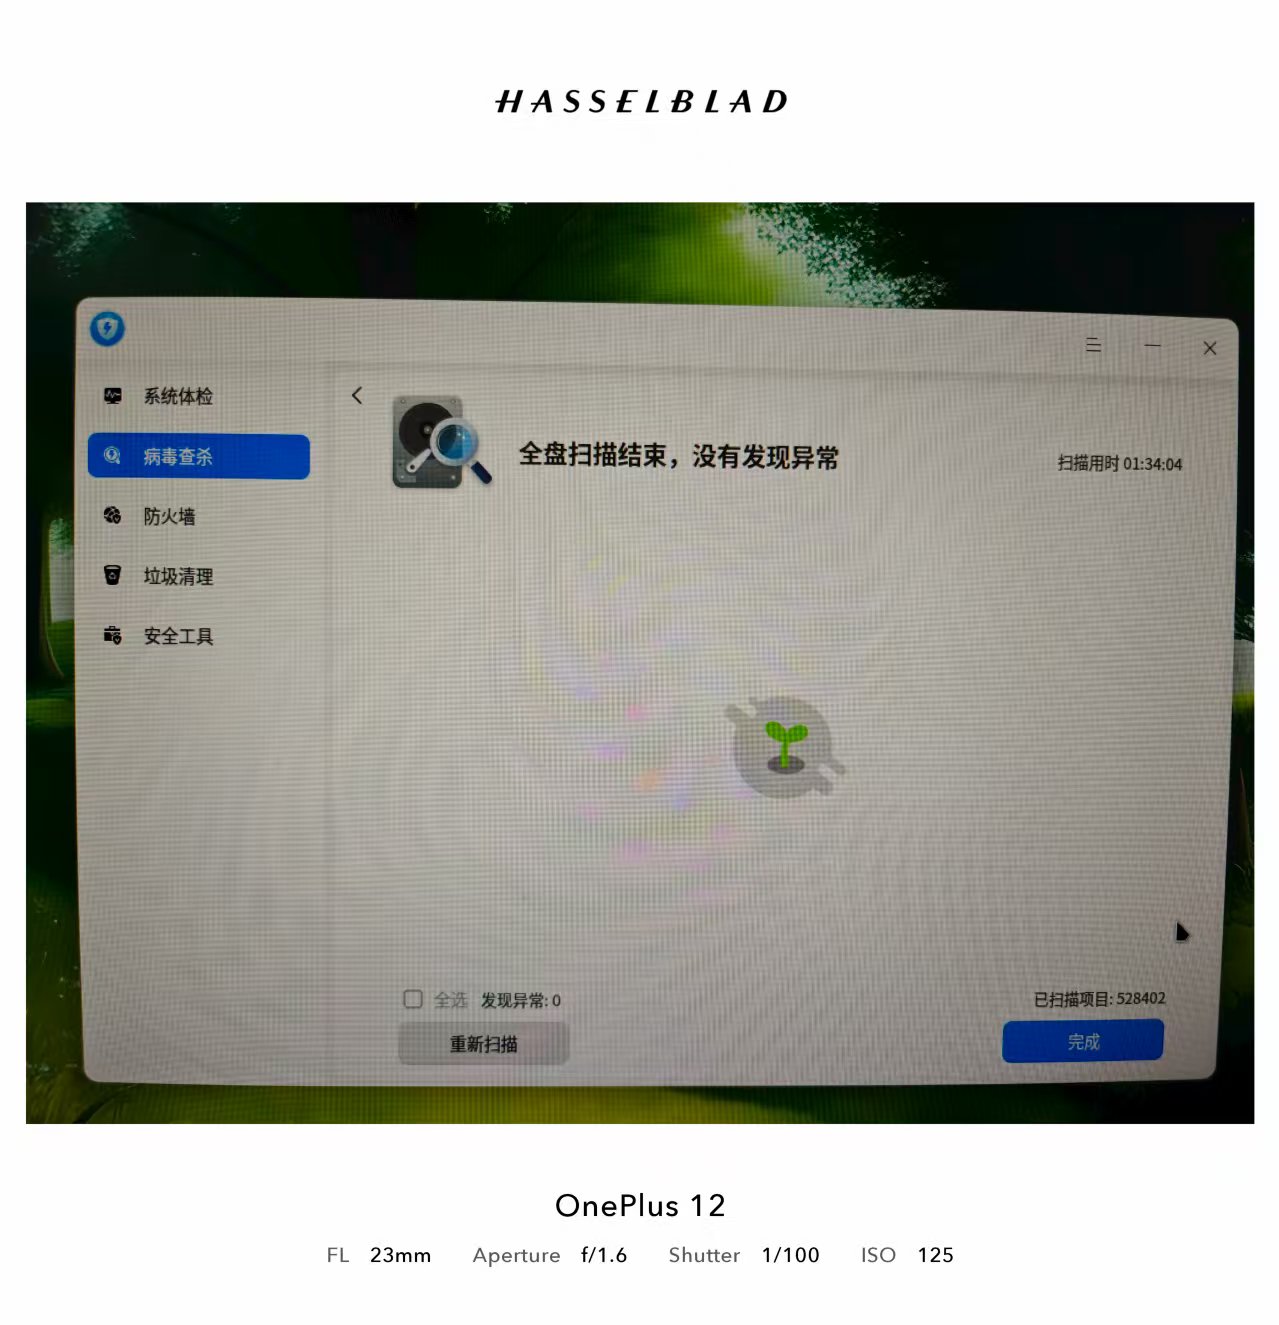 HASSELBLAD
系统体检
病毒查杀
防火墙
垃圾清理
安全工具
全盘扫描结束，没有发现异常
扫描用时 01:34:04
全选 发现异常: 0
已扫描项目: 528402
重新扫描
完成
OnePlus 12
FL 23mm Aperture f/1.6 Shutter 1/100 ISO 125